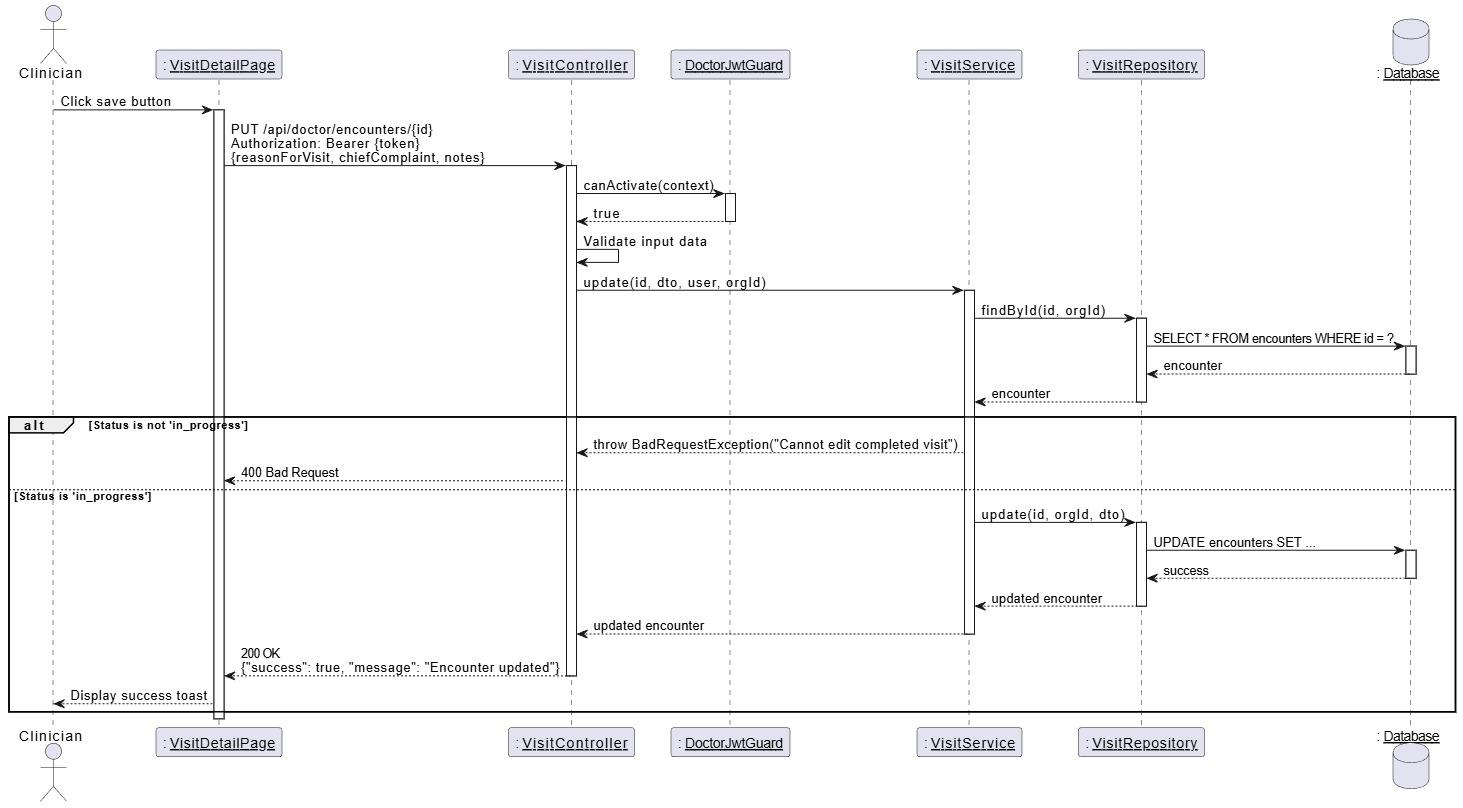 Clinician
: VisitDetailPage
: VisitController
: DoctorJwtGuard
: VisitService
: VisitRepository
: Database
Click save button
PUT /api/doctor/encounters/{id}
Authorization: Bearer {token}
{reasonForVisit, chiefComplaint, notes}
canActivate(context)
true
Validate input data
update(id, dto, user, orgId)
findById(id, orgId)
SELECT * FROM encounters WHERE id = ?
encounter
encounter
alt
[Status is not 'in_progress']
throw BadRequestException("Cannot edit completed visit")
400 Bad Request
[Status is 'in_progress']
update(id, orgId, dto)
UPDATE encounters SET ...
success
updated encounter
updated encounter
200 OK
{"success": true, "message": "Encounter updated"}
Display success toast
Clinician
: VisitDetailPage
: VisitController
: DoctorJwtGuard
: VisitService
: VisitRepository
: Database